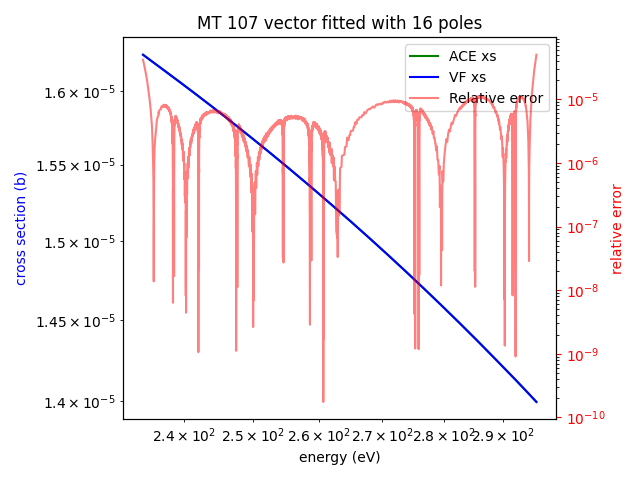 MT 107 vector fitted with 16 poles
ACE xs
VF xs
Relative error
1.6 × 10⁻⁵
1.55 × 10⁻⁵
1.5 × 10⁻⁵
1.45 × 10⁻⁵
1.4 × 10⁻⁵
cross section (b)
10⁻⁵
10⁻⁶
10⁻⁷
10⁻⁸
10⁻⁹
10⁻¹⁰
relative error
2.4 × 10² 2.5 × 10² 2.6 × 10² 2.7 × 10² 2.8 × 10² 2.9 × 10²
energy (eV)